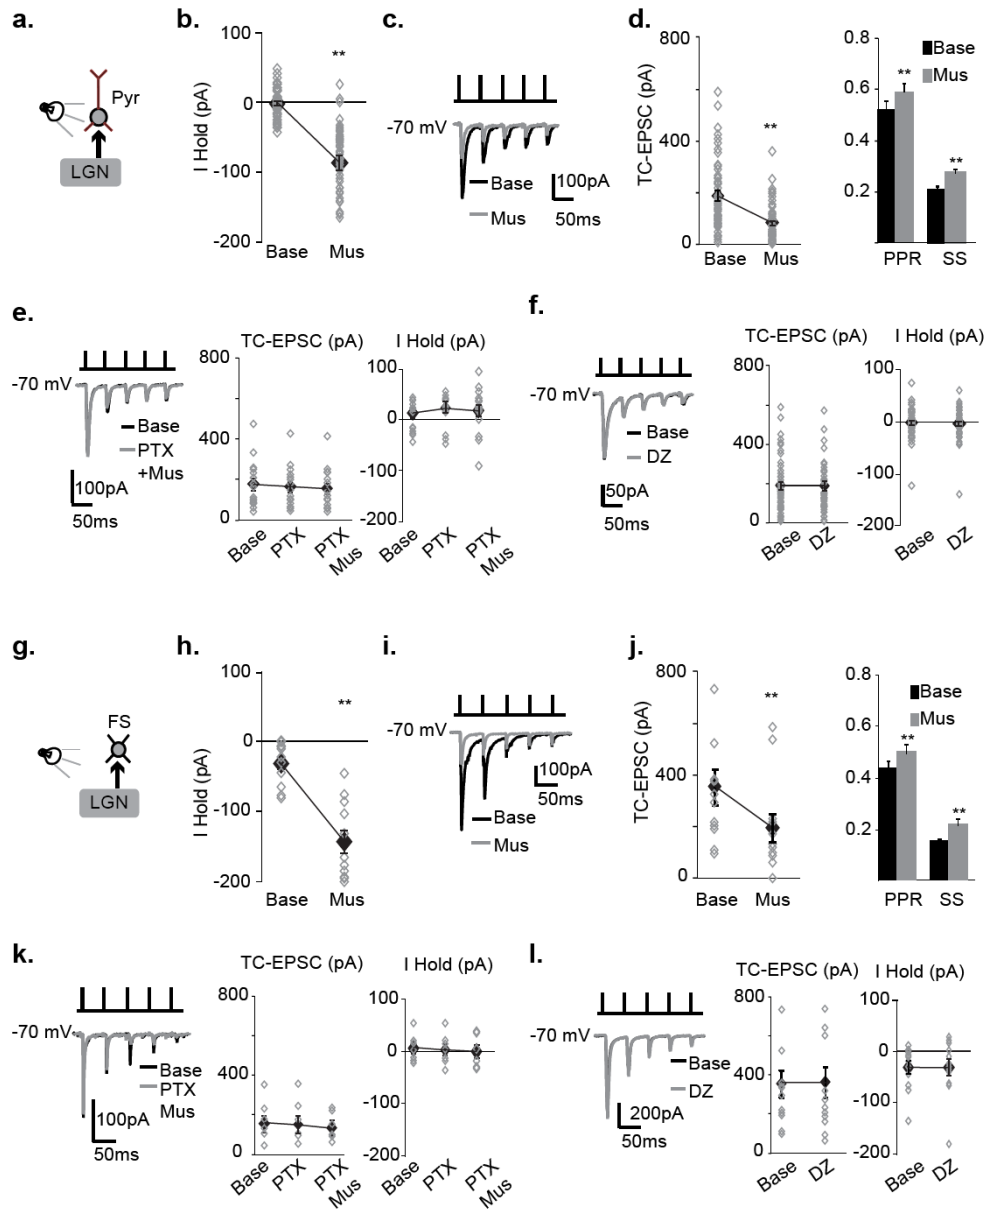 a.
Pyr
LGN
b.
I Hold (pA)
100
0
-100
-200
Base
Mus
**
c.
-70 mV
Base
Mus
100pA
50ms
d.
TC-EPSC (pA)
800
400
0
Base
Mus
**
0.8
0.6
0.4
0.2
Base
Mus
**
**
PPR
SS
e.
-70 mV
Base
PTX
+Mus
100pA
50ms
TC-EPSC (pA)
800
400
0
Base
PTX
PTX
Mus
I Hold (pA)
100
0
-100
-200
Base
PTX
PTX
Mus
f.
-70 mV
Base
DZ
50pA
50ms
TC-EPSC (pA)
800
400
0
Base
DZ
I Hold (pA)
100
0
-100
-200
Base
DZ
g.
FS
LGN
h.
I Hold (pA)
100
0
-100
-200
Base
Mus
**
i.
-70 mV
100pA
50ms
Base
Mus
j.
TC-EPSC (pA)
800
400
0
Base
Mus
**
0.8
0.6
0.4
0.2
Base
Mus
**
**
PPR
SS
k.
-70 mV
Base
PTX
Mus
100pA
50ms
TC-EPSC (pA)
800
400
0
Base
PTX
PTX
Mus
I Hold (pA)
100
0
-100
-200
Base
PTX
PTX
Mus
l.
-70 mV
Base
DZ
200pA
50ms
TC-EPSC (pA)
800
400
0
Base
DZ
I Hold (pA)
100
0
-100
-200
Base
DZ